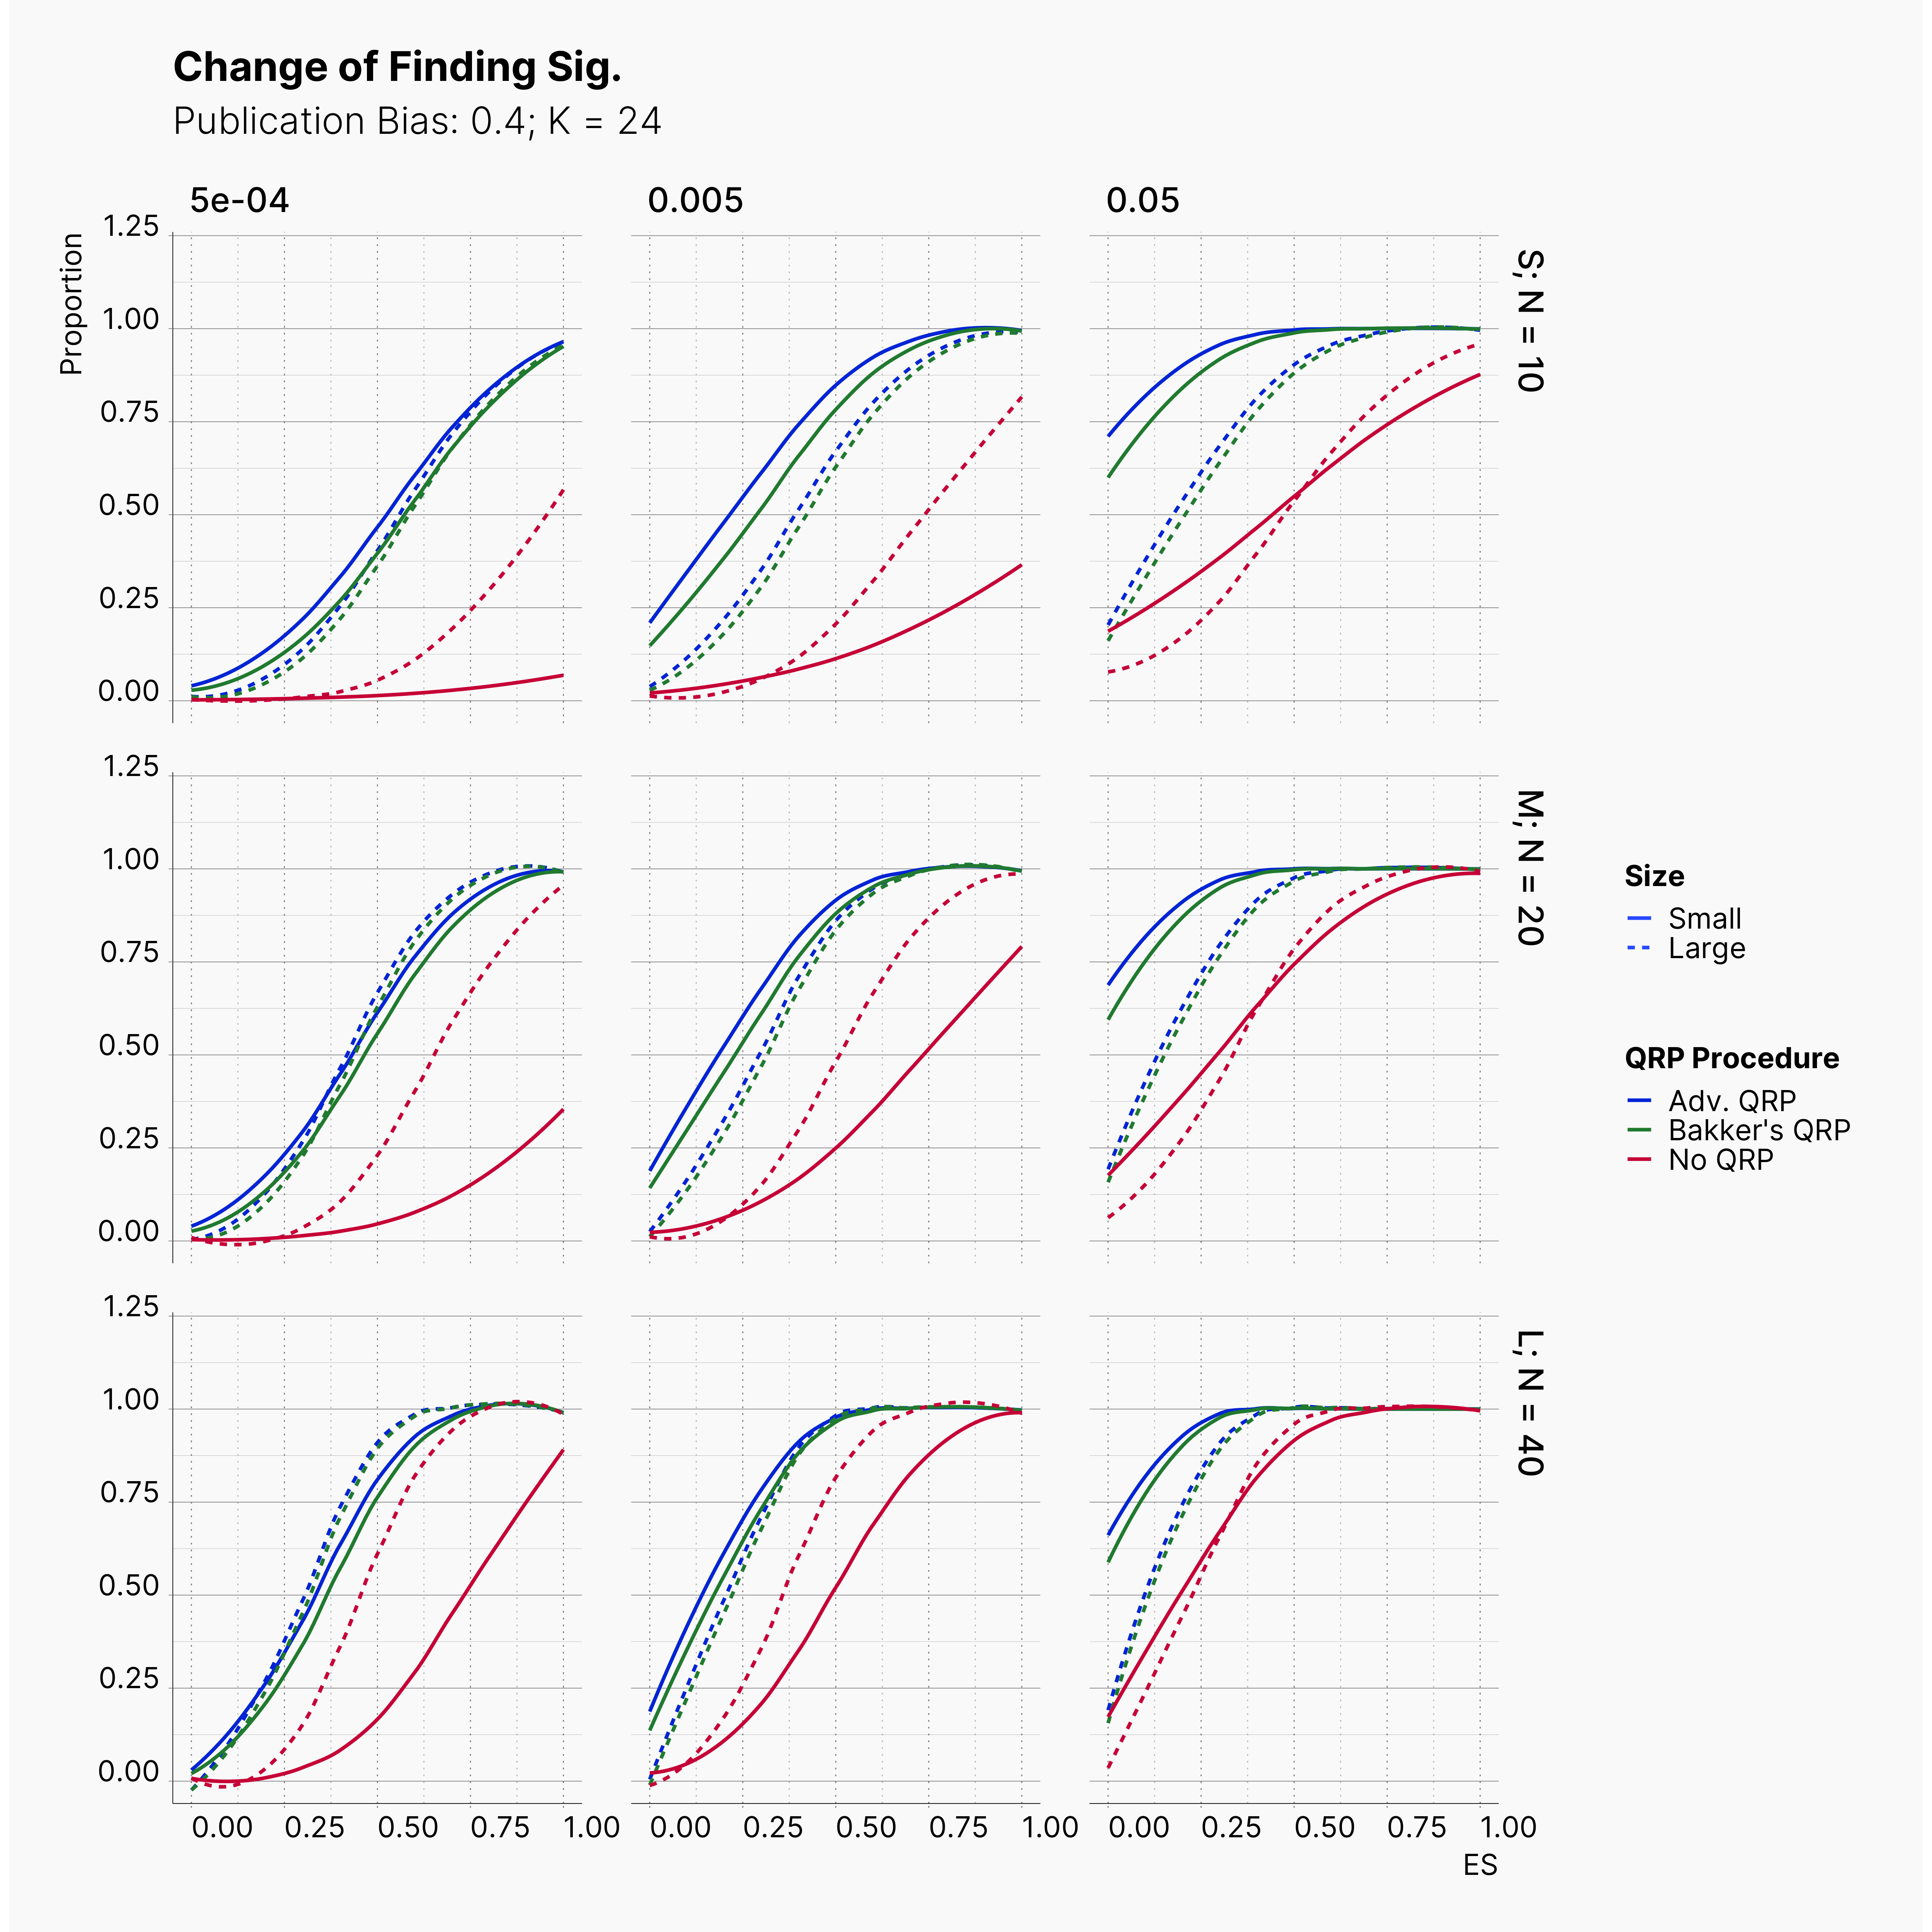 Change of Finding Sig.
Publication Bias: 0.4; K = 24
5e-04
0.005
0.05
Proportion
1.25
1.00
0.75
0.50
0.25
0.00
S; N = 10
1.25
1.00
0.75
0.50
0.25
0.00
M; N = 20
1.25
1.00
0.75
0.50
0.25
0.00
L; N = 40
0.00 0.25 0.50 0.75 1.00 0.00 0.25 0.50 0.75 1.00 0.00 0.25 0.50 0.75 1.00
ES
Size
Small
Large
QRP Procedure
Adv. QRP
Bakker's QRP
No QRP